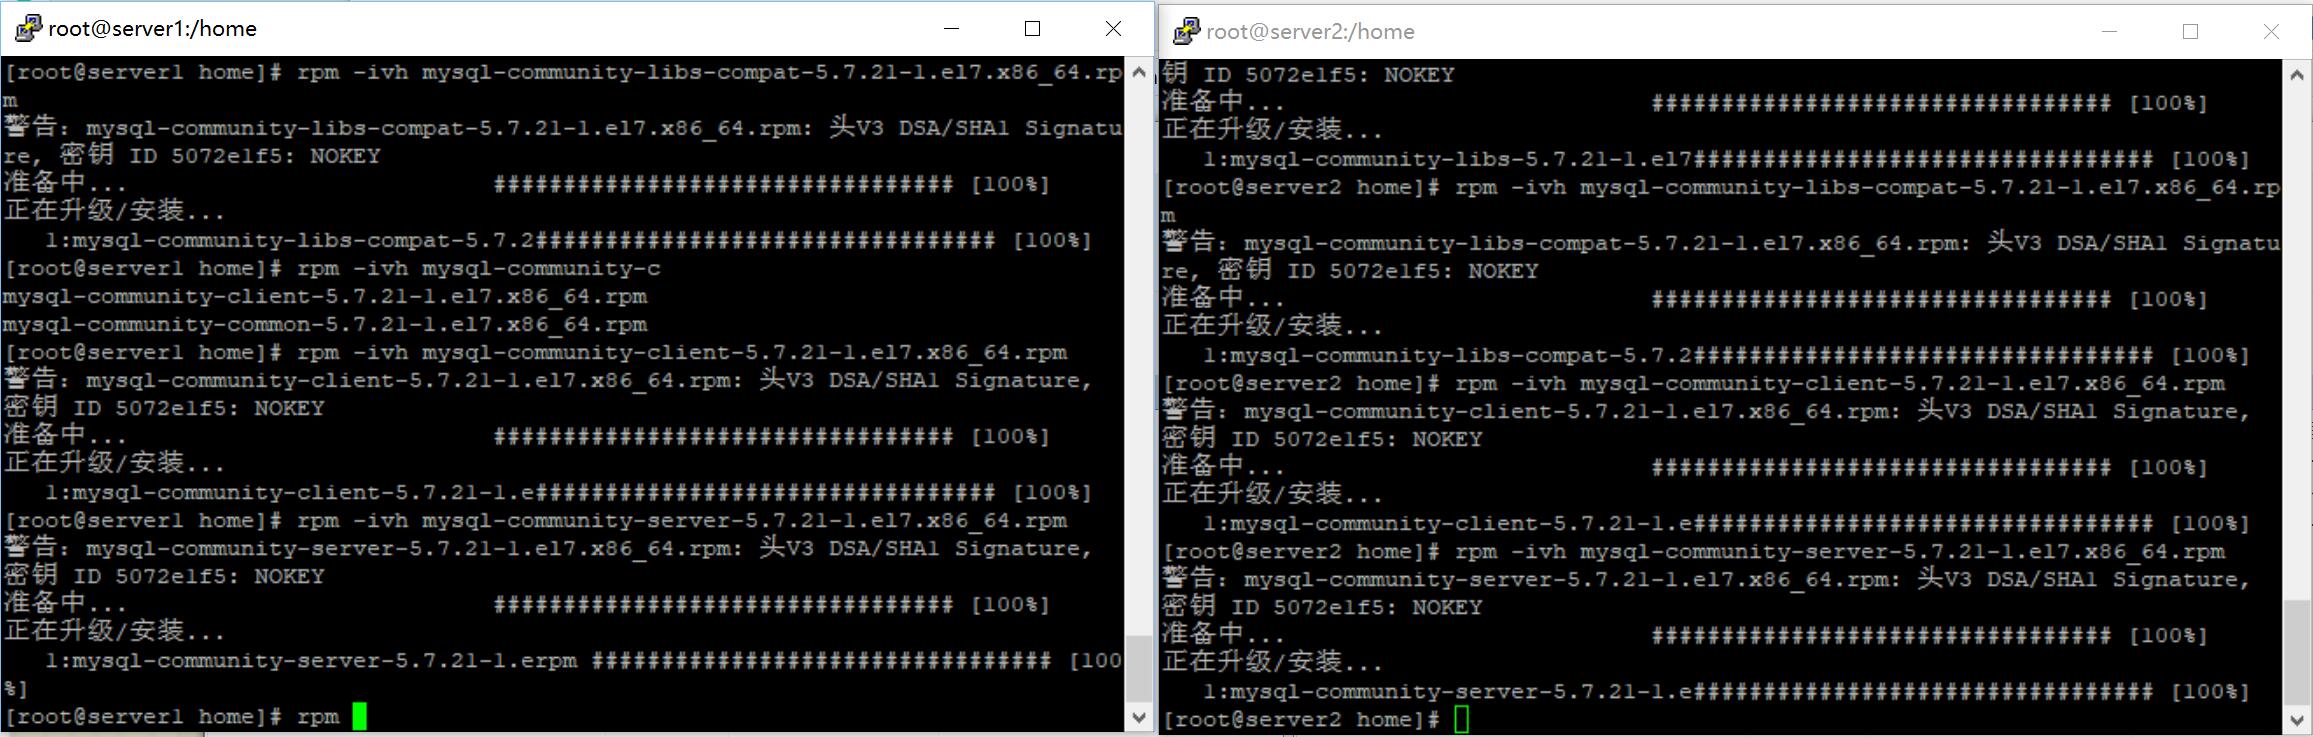 root@server1:/home
[root@server1 home]# rpm -ivh mysql-community-libs-compat-5.7.21-1.el7.x86_64.rp
m
警告：mysql-community-libs-compat-5.7.21-1.el7.x86_64.rpm: 头V3 DSA/SHA1 Signatu
re, 密钥 ID 5072e1f5: NOKEY
准备中... ################################# [100%]
正在升级/安装...
1:mysql-community-libs-compat-5.7.2################################# [100%]
[root@server1 home]# rpm -ivh mysql-community-c
mysql-community-client-5.7.21-1.el7.x86_64.rpm
mysql-community-common-5.7.21-1.el7.x86_64.rpm
[root@server1 home]# rpm -ivh mysql-community-client-5.7.21-1.el7.x86_64.rpm
警告：mysql-community-client-5.7.21-1.el7.x86_64.rpm: 头V3 DSA/SHA1 Signature,
密钥 ID 5072e1f5: NOKEY
准备中... ################################# [100%]
正在升级/安装...
1:mysql-community-client-5.7.21-1.e################################# [100%]
[root@server1 home]# rpm -ivh mysql-community-server-5.7.21-1.el7.x86_64.rpm
警告：mysql-community-server-5.7.21-1.el7.x86_64.rpm: 头V3 DSA/SHA1 Signature,
密钥 ID 5072e1f5: NOKEY
准备中... ################################# [100%]
正在升级/安装...
1:mysql-community-server-5.7.21-1.erpm ################################# [100
%]
[root@server1 home]# rpm
root@server2:/home
钥 ID 5072e1f5: NOKEY
准备中... ################################# [100%]
正在升级/安装...
1:mysql-community-libs-5.7.21-1.el7################################# [100%]
[root@server2 home]# rpm -ivh mysql-community-libs-compat-5.7.21-1.el7.x86_64.rp
m
警告：mysql-community-libs-compat-5.7.21-1.el7.x86_64.rpm: 头V3 DSA/SHA1 Signatu
re, 密钥 ID 5072e1f5: NOKEY
准备中... ################################# [100%]
正在升级/安装...
1:mysql-community-libs-compat-5.7.2################################# [100%]
[root@server2 home]# rpm -ivh mysql-community-client-5.7.21-1.el7.x86_64.rpm
警告：mysql-community-client-5.7.21-1.el7.x86_64.rpm: 头V3 DSA/SHA1 Signature,
密钥 ID 5072e1f5: NOKEY
准备中... ################################# [100%]
正在升级/安装...
1:mysql-community-client-5.7.21-1.e################################# [100%]
[root@server2 home]# rpm -ivh mysql-community-server-5.7.21-1.el7.x86_64.rpm
警告：mysql-community-server-5.7.21-1.el7.x86_64.rpm: 头V3 DSA/SHA1 Signature,
密钥 ID 5072e1f5: NOKEY
准备中... ################################# [100%]
正在升级/安装...
1:mysql-community-server-5.7.21-1.e################################# [100%]
[root@server2 home]#